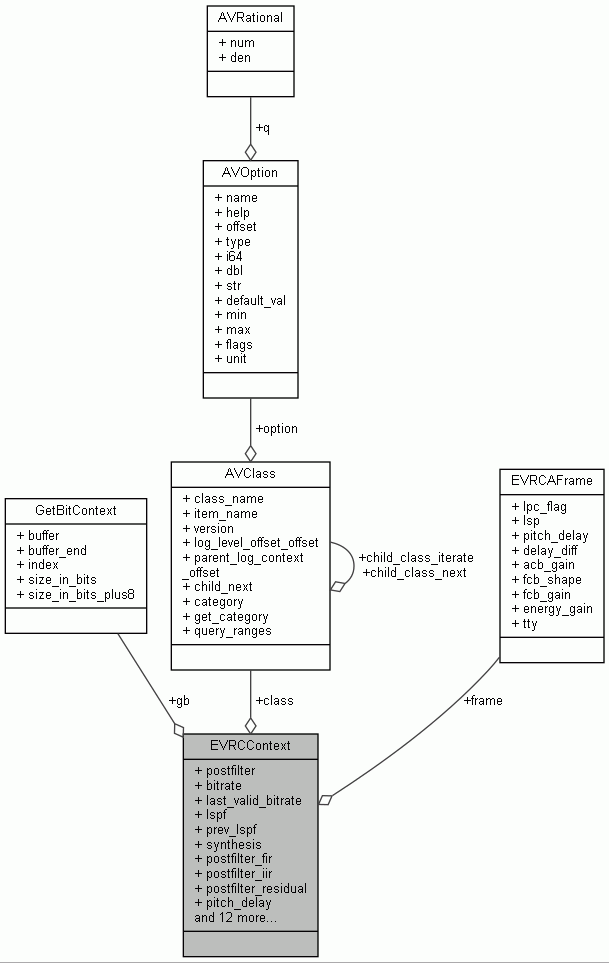 AVRational
+ num
+ den
+q
AVOption
+ name
+ help
+ offset
+ type
+ i64
+ dbl
+ str
+ default_val
+ min
+ max
+ flags
+ unit
+option
AVClass
+ class_name
+ item_name
+ version
+ log_level_offset_offset
+ parent_log_context
_offset
+ child_next
+ category
+ get_category
+ query_ranges
+child_class_iterate
+child_class_next
GetBitContext
+ buffer
+ buffer_end
+ index
+ size_in_bits
+ size_in_bits_plus8
EVRCAFrame
+ lpc_flag
+ lsp
+ pitch_delay
+ delay_diff
+ acb_gain
+ fcb_shape
+ fcb_gain
+ energy_gain
+ tty
+gb
+class
+frame
EVRCContext
+ postfilter
+ bitrate
+ last_valid_bitrate
+ lspf
+ prev_lspf
+ synthesis
+ postfilter_fir
+ postfilter_iir
+ postfilter_residual
+ pitch_delay
and 12 more...